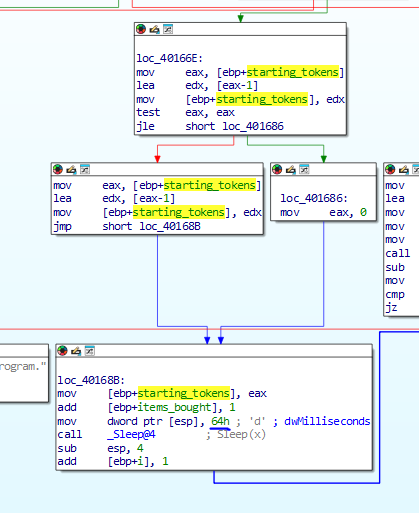 loc_40166E:
mov     eax, [ebp+starting_tokens]
lea     edx, [eax-1]
mov     [ebp+starting_tokens], edx
test    eax, eax
jle     short loc_401686
mov     eax, [ebp+starting_tokens]
lea     edx, [eax-1]
mov     [ebp+starting_tokens], edx
jmp     short loc_40168B
loc_401686:
mov     eax, 0
mov
lea
mov
mov
mov
call
sub
mov
cmp
jz
rogram."
loc_40168B:
mov     [ebp+starting_tokens], eax
add     [ebp+items_bought], 1
mov     dword ptr [esp], 64h ; 'd' ; dwMilliseconds
call    _Sleep@4        ; Sleep(x)
sub     esp, 4
add     [ebp+i], 1